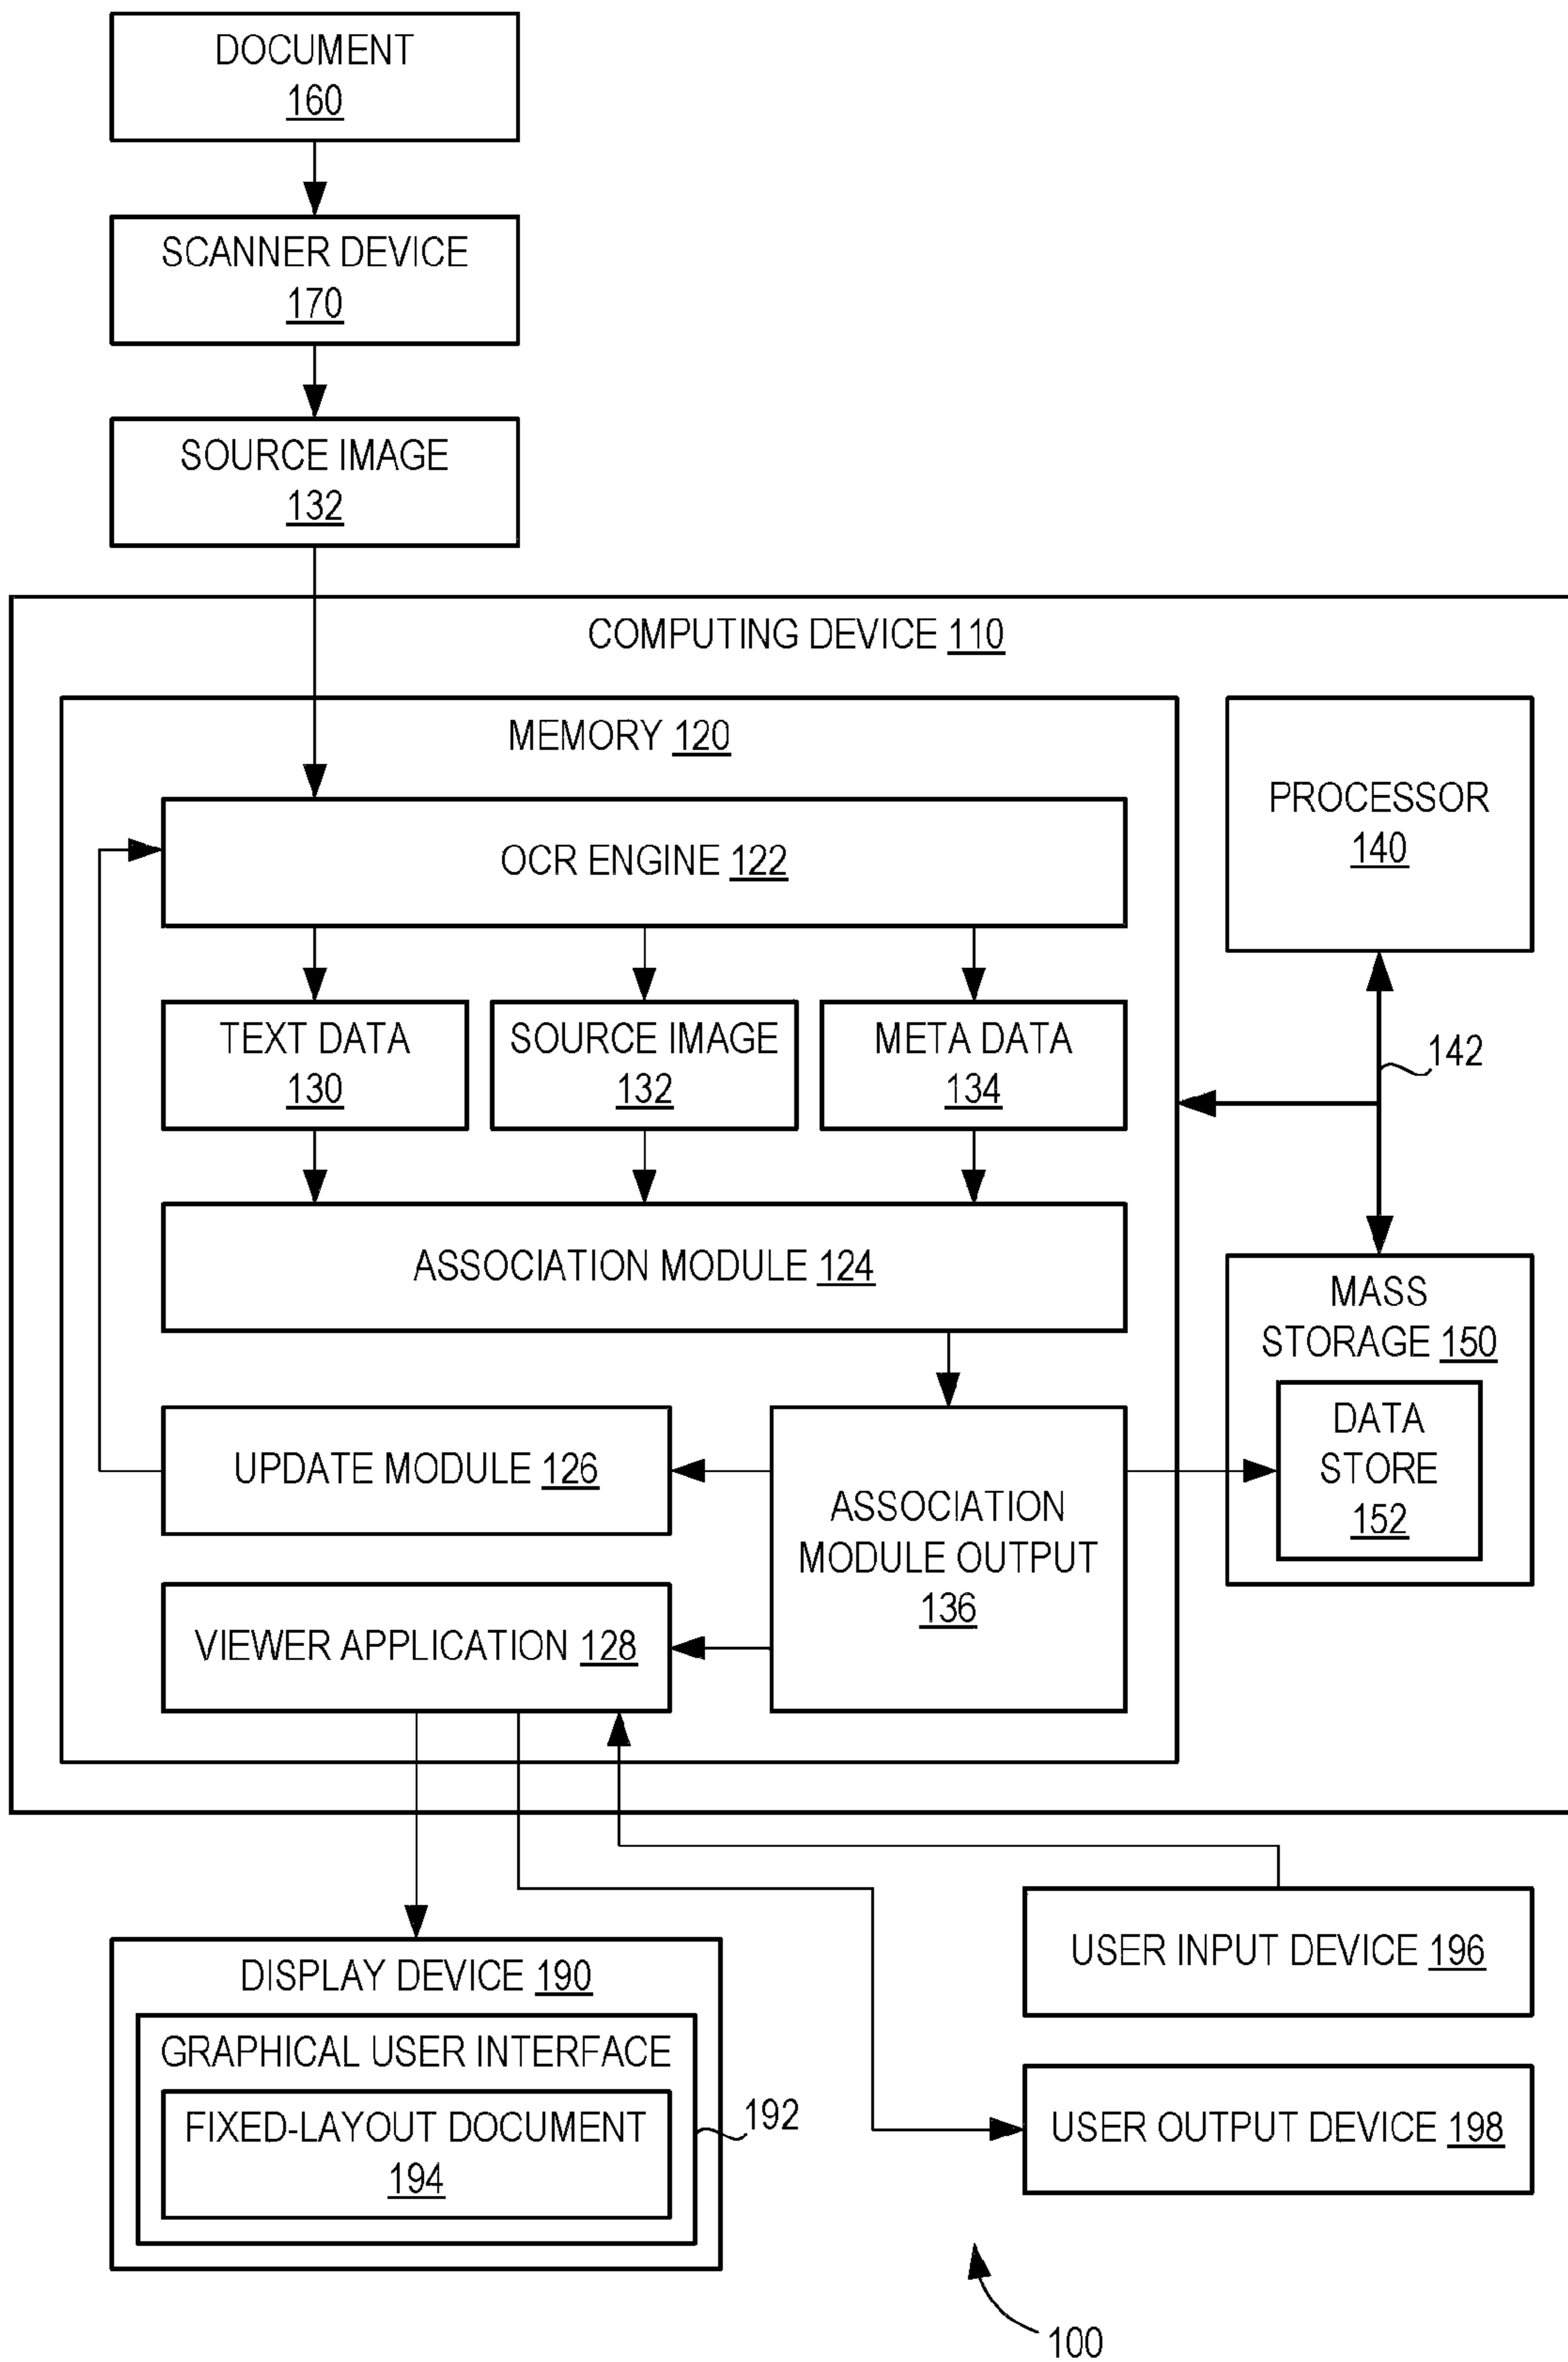 DOCUMENT
160
SCANNER DEVICE
170
SOURCE IMAGE
132
COMPUTING DEVICE 110
MEMORY 120
PROCESSOR
140
OCR ENGINE 122
TEXT DATA
130
SOURCE IMAGE
132
META DATA
134
142
ASSOCIATION MODULE 124
MASS
STORAGE 150
DATA
STORE
152
UPDATE MODULE 126
ASSOCIATION
MODULE OUTPUT
136
VIEWER APPLICATION 128
DISPLAY DEVICE 190
GRAPHICAL USER INTERFACE
FIXED-LAYOUT DOCUMENT
194
192
USER INPUT DEVICE 196
USER OUTPUT DEVICE 198
100